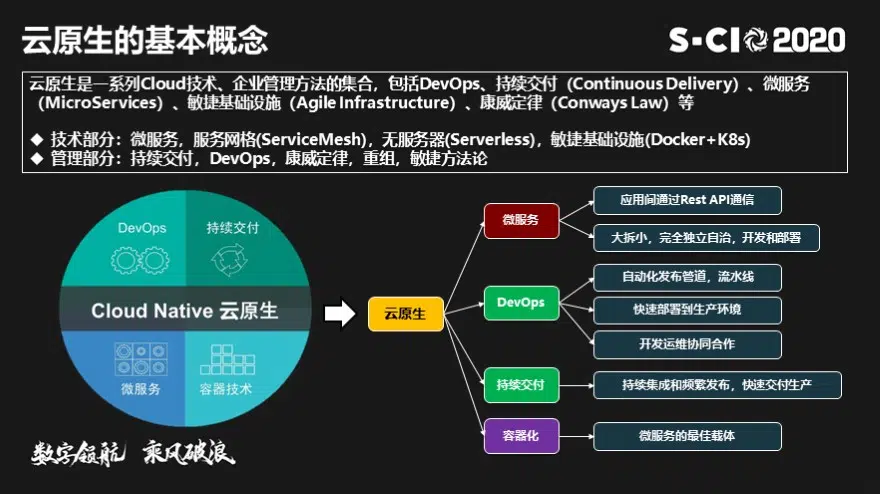 云原生的基本概念
S-CIO 2020
云原生是一系列Cloud技术、企业管理方法的集合，包括DevOps、持续交付（Continuous Delivery）、微服务
（MicroServices）、敏捷基础设施（Agile Infrastructure）、康威定律（Conways Law）等
◆ 技术部分：微服务，服务网格(ServiceMesh)，无服务器(Serverless)，敏捷基础设施(Docker+K8s)
◆ 管理部分：持续交付，DevOps，康威定律，重组，敏捷方法论
DevOps
持续交付
Cloud Native 云原生
微服务
容器技术
云原生
微服务
应用间通过Rest API通信
大拆小，完全独立自治，开发和部署
DevOps
自动化发布管道，流水线
快速部署到生产环境
开发运维协同合作
持续交付
持续集成和频繁发布，快速交付生产
容器化
微服务的最佳载体
数字领航 乘风破浪